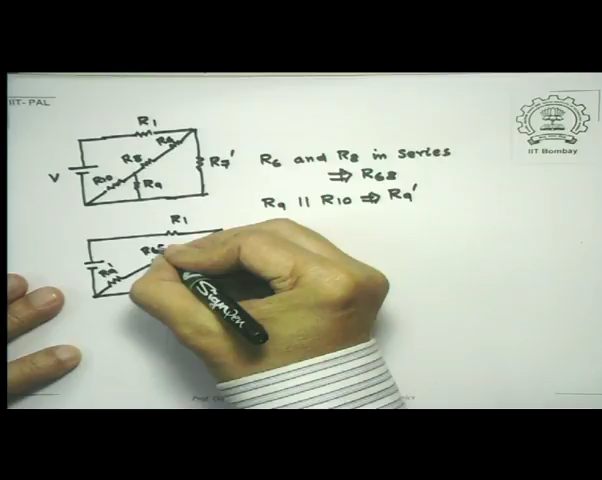 IIT- PAL
IIT Bombay
R1
R6
R8
R10
R9
R7'
V
R6 and R8 in series
⇒ R68
R9 || R10 ⇒ R9'
R1
R9'